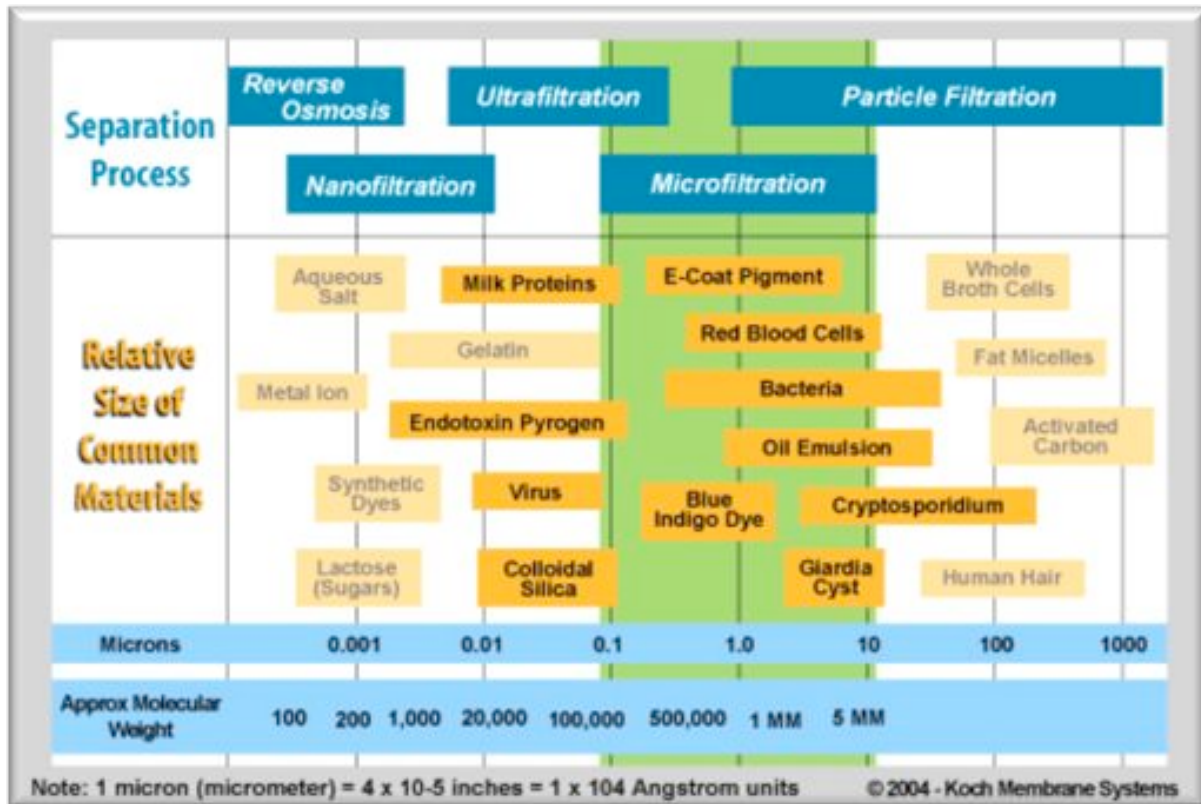 Separation
Process
Reverse
Osmosis
Ultrafiltration
Particle Filtration
Nanofiltration
Microfiltration
Relative
Size of
Common
Materials
Aqueous
Salt
Milk Proteins
E-Coat Pigment
Whole
Broth Cells
Red Blood Cells
Gelatin
Fat Micelles
Metal Ion
Bacteria
Endotoxin Pyrogen
Activated
Carbon
Oil Emulsion
Synthetic
Dyes
Virus
Blue
Indigo Dye
Cryptosporidium
Lactose
(Sugars)
Colloidal
Silica
Giardia
Cyst
Human Hair
Microns 0.001 0.01 0.1 1.0 10 100 1000
Approx Molecular
Weight
100 200 1,000 20,000 100,000 500,000 1 MM 5 MM
Note: 1 micron (micrometer) = 4 x 10-5 inches = 1 x 104 Angstrom units © 2004 - Koch Membrane Systems